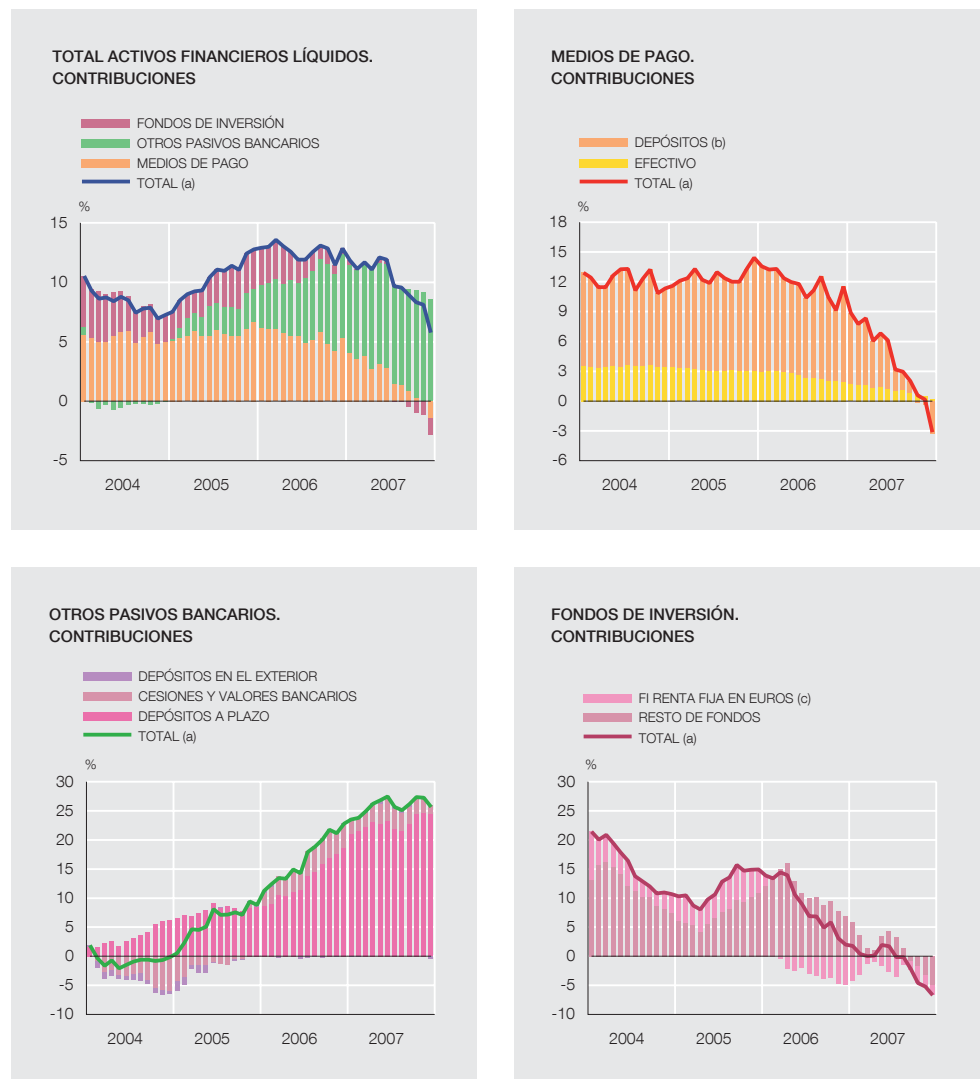 TOTAL ACTIVOS FINANCIEROS LÍQUIDOS.
CONTRIBUCIONES
FONDOS DE INVERSIÓN
OTROS PASIVOS BANCARIOS
MEDIOS DE PAGO
TOTAL (a)
%
15
10
5
0
-5
2004 2005 2006 2007
MEDIOS DE PAGO.
CONTRIBUCIONES
DEPÓSITOS (b)
EFECTIVO
TOTAL (a)
%
18
15
12
9
6
3
0
-3
-6
2004 2005 2006 2007
OTROS PASIVOS BANCARIOS.
CONTRIBUCIONES
DEPÓSITOS EN EL EXTERIOR
CESIONES Y VALORES BANCARIOS
DEPÓSITOS A PLAZO
TOTAL (a)
%
30
25
20
15
10
5
0
-5
-10
2004 2005 2006 2007
FONDOS DE INVERSIÓN.
CONTRIBUCIONES
FI RENTA FIJA EN EUROS (c)
RESTO DE FONDOS
TOTAL (a)
%
30
25
20
15
10
5
0
-5
-10
2004 2005 2006 2007